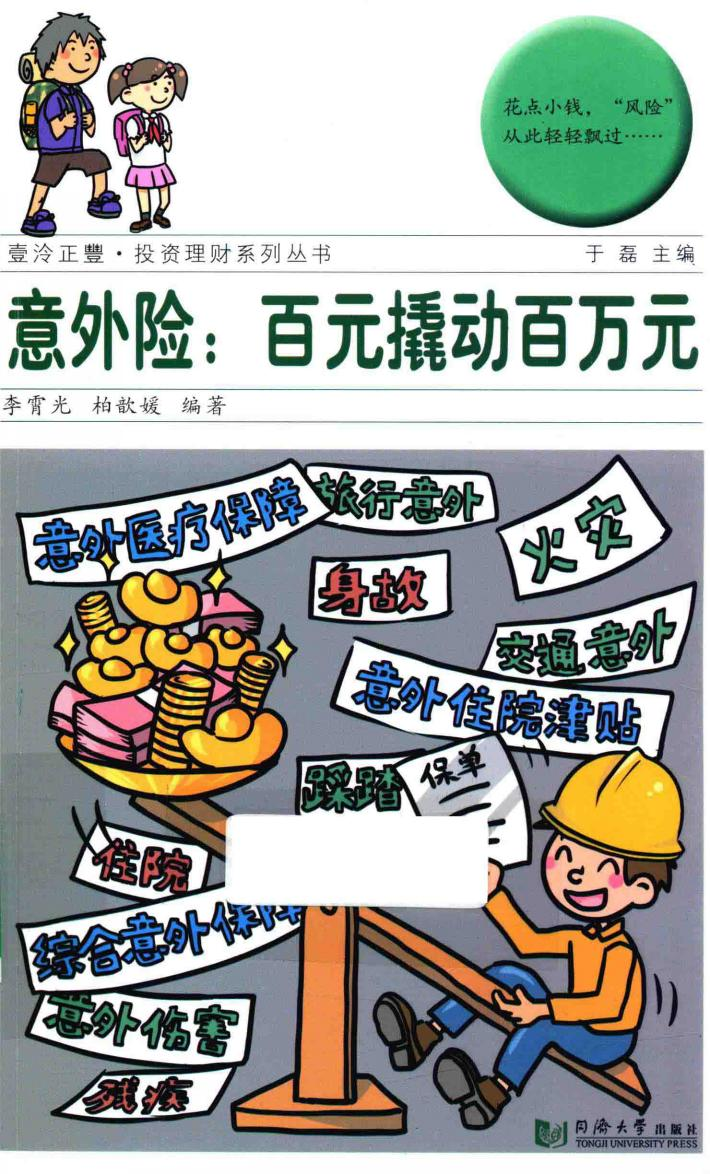 花点小钱，“风险”
从此轻轻飘过……
壹泠正豐·投资理财系列丛书
于磊 主编
意外险：百元撬动百万元
李霄光 柏歆媛 编著
意外医疗保障
旅行意外
火灾
身故
交通意外
意外住院津贴
踩踏
保单
住院
综合意外保障
意外伤害
残疾
同济大学出版社
TONGJI UNIVERSITY PRESS